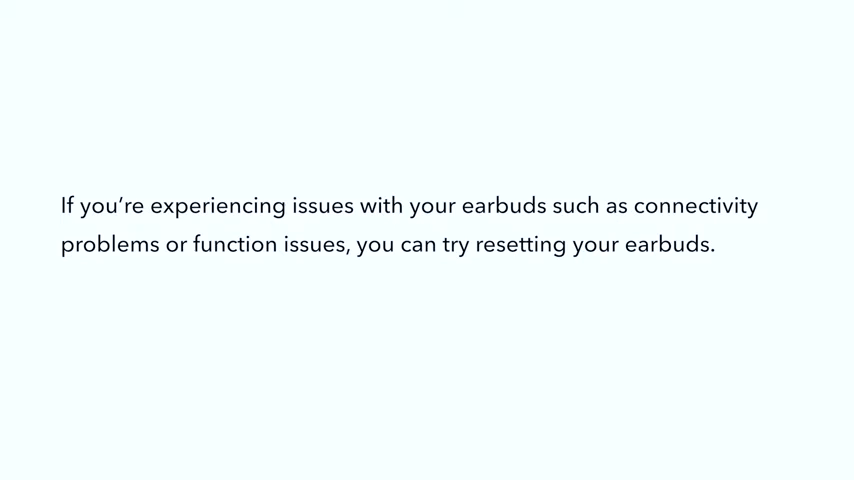 If you’re experiencing issues with your earbuds such as connectivity
problems or function issues, you can try resetting your earbuds.